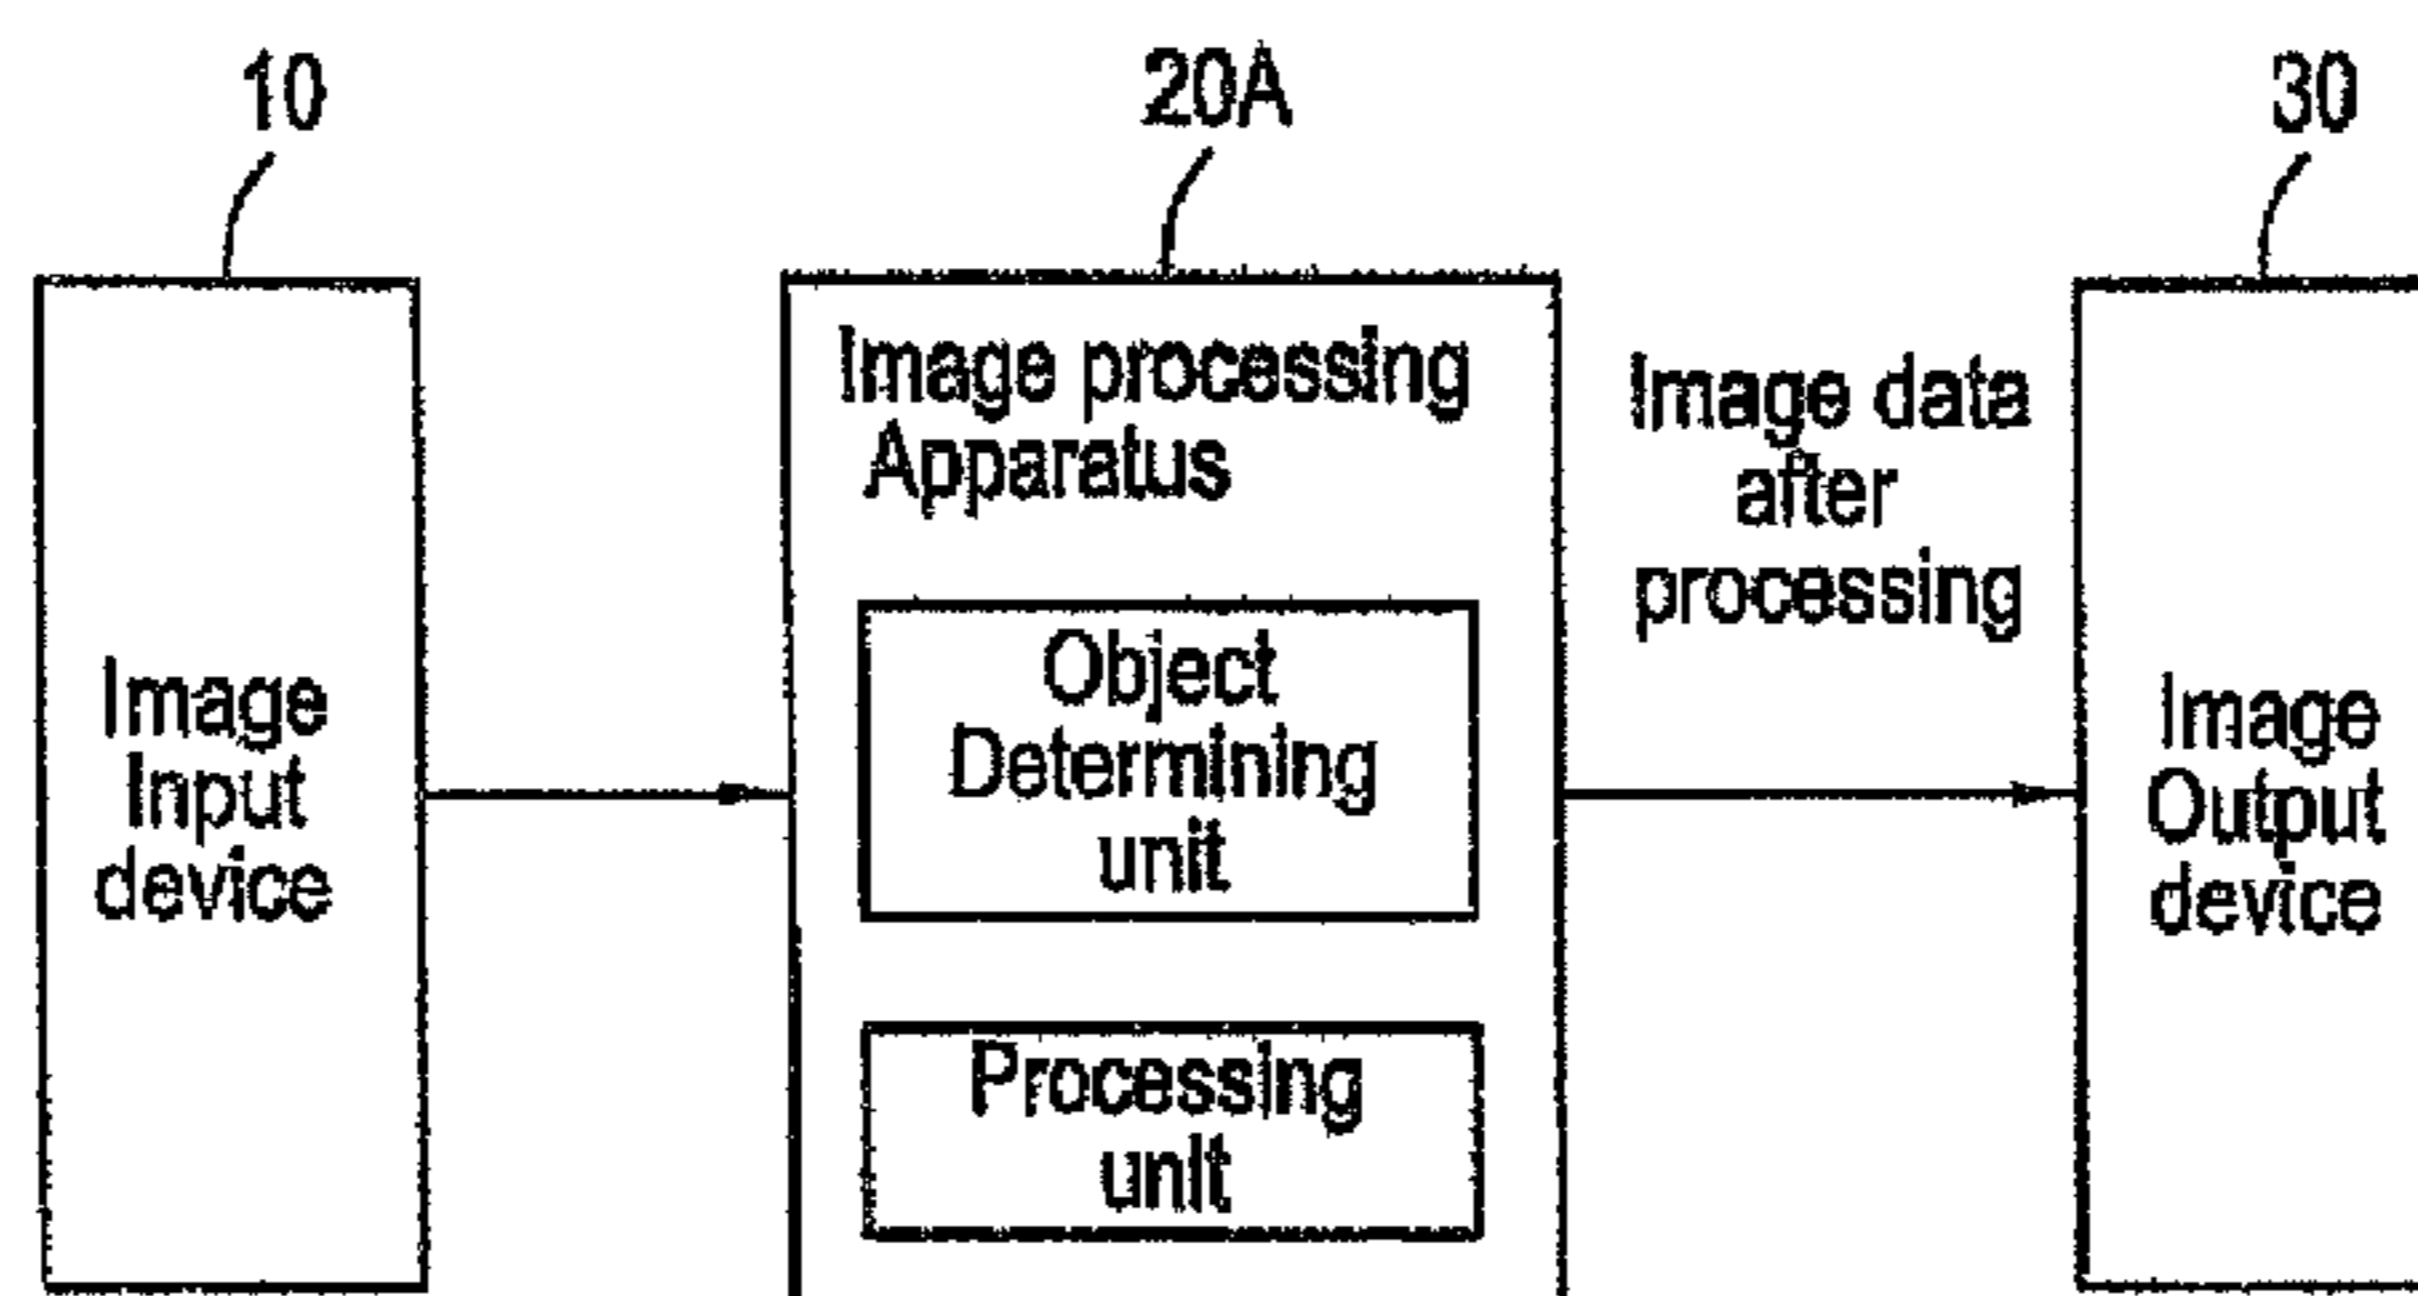 10
20A
30
Image
Input
device
Image processing
Apparatus
Object
Determining
unit
Processing
unit
Image data
after
processing
Image
Output
device